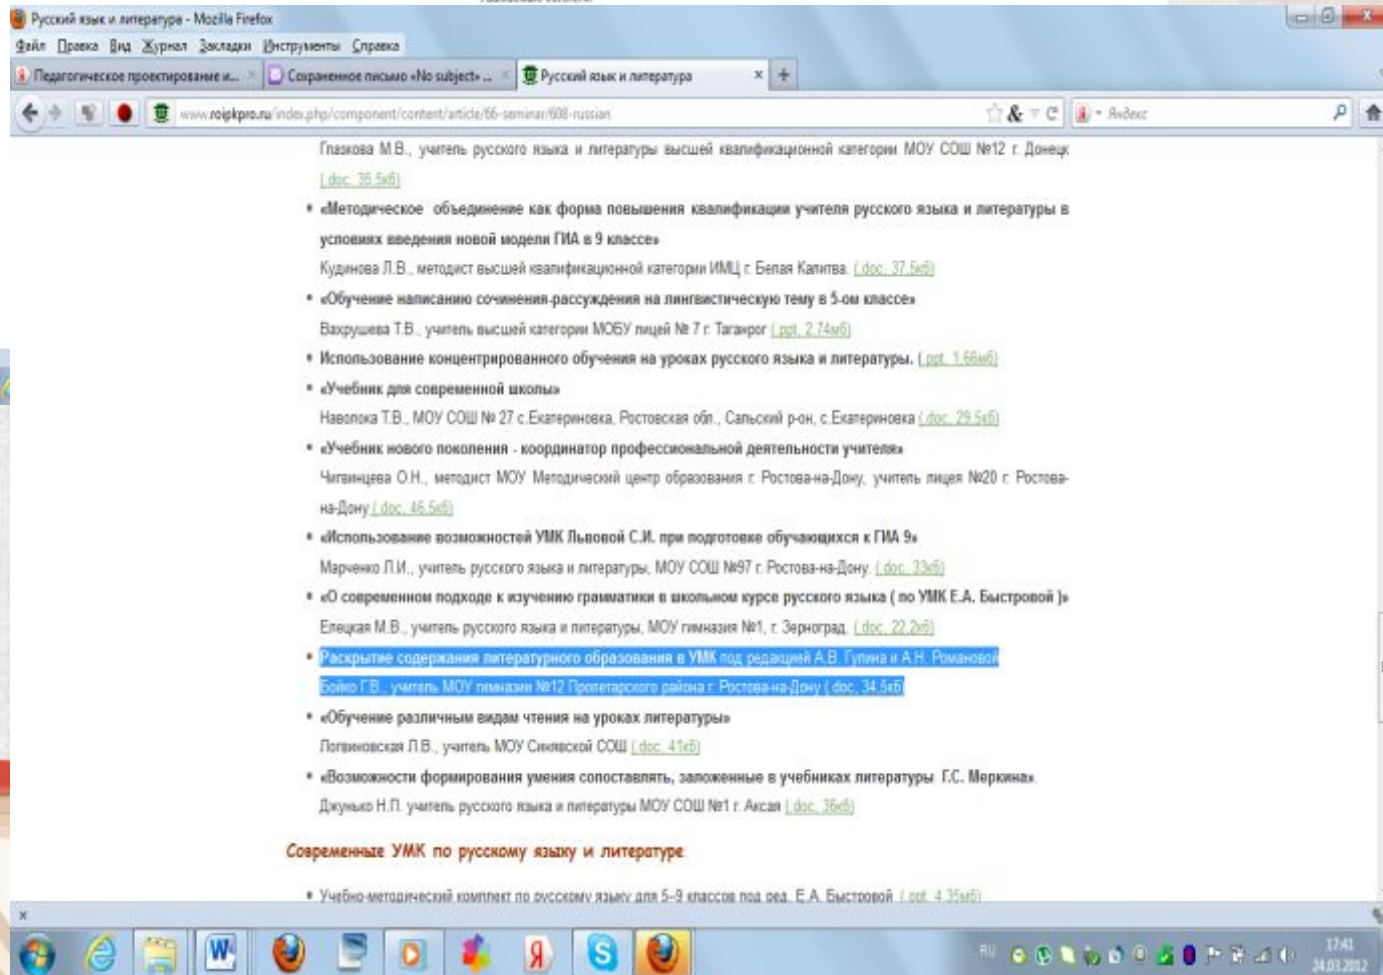 Русский язык и литература - Mozilla Firefox
Файл Правка Вид Журнал Закладки Инструменты Справка
Педагогическое проектирование и... Сохраненное письмо «No subject» ... Русский язык и литература
www.roipkpro.ru/index.php/component/content/article/66-seminar/608-russian Яндекс
Глазкова М.В., учитель русского языка и литературы высшей квалификационной категории МОУ СОШ №12 г. Донецк
(.doc, 35.5кб)
• «Методическое объединение как форма повышения квалификации учителя русского языка и литературы в
условиях введения новой модели ГИА в 9 классе»
Кудинова Л.В., методист высшей квалификационной категории ИМЦ г. Белая Калитва. (.doc, 37.5кб)
• «Обучение написанию сочинения-рассуждения на лингвистическую тему в 5-ом классе»
Вахрушева Т.В., учитель высшей категории МОБУ лицей № 7 г. Таганрог (.ppt, 2.74мб)
• Использование концентрированного обучения на уроках русского языка и литературы. (.ppt, 1.66мб)
• «Учебник для современной школы»
Наволока Т.В., МОУ СОШ № 27 с.Екатериновка, Ростовская обл., Сальский р-он, с.Екатериновка (.doc, 29.5кб)
• «Учебник нового поколения - координатор профессиональной деятельности учителя»
Чигвинцева О.Н., методист МОУ Методический центр образования г. Ростова-на-Дону, учитель лицея №20 г. Ростова-
на-Дону (.doc, 46.5кб)
• «Использование возможностей УМК Львовой С.И. при подготовке обучающихся к ГИА 9»
Марченко Л.И., учитель русского языка и литературы, МОУ СОШ №97 г. Ростова-на-Дону. (.doc, 33кб)
• «О современном подходе к изучению грамматики в школьном курсе русского языка ( по УМК Е.А. Быстровой )»
Елецкая М.В., учитель русского языка и литературы, МОУ гимназия №1, г. Зерноград. (.doc, 22.2кб)
• Раскрытие содержания литературного образования в УМК под редакцией А.В. Гулина и А.Н. Романовой
Бойко Г.В., учитель МОУ гимназии №12 Пролетарского района г. Ростова-на-Дону (.doc, 34.5кб)
• «Обучение различным видам чтения на уроках литературы»
Логвиновская Л.В., учитель МОУ Синявской СОШ (.doc, 41кб)
• «Возможности формирования умения сопоставлять, заложенные в учебниках литературы Г.С. Меркина».
Джунько Н.П. учитель русского языка и литературы МОУ СОШ №1 г. Аксая (.doc, 36кб)
Современные УМК по русскому языку и литературе
• Учебно-методический комплект по русскому языку для 5–9 классов под ред. Е.А. Быстровой (.ppt, 4.35мб)
RU 17:41
24.03.2012